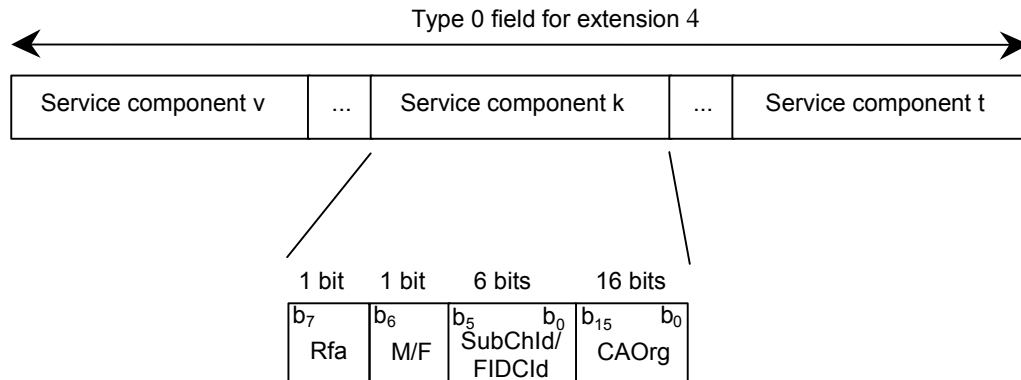 Type 0 field for extension 4
Service component v ... Service component k ... Service component t
1 bit 1 bit 6 bits 16 bits
b7 b6 b5 b0 b15 b0
Rfa M/F SubChId/ FIDCId CAOrg